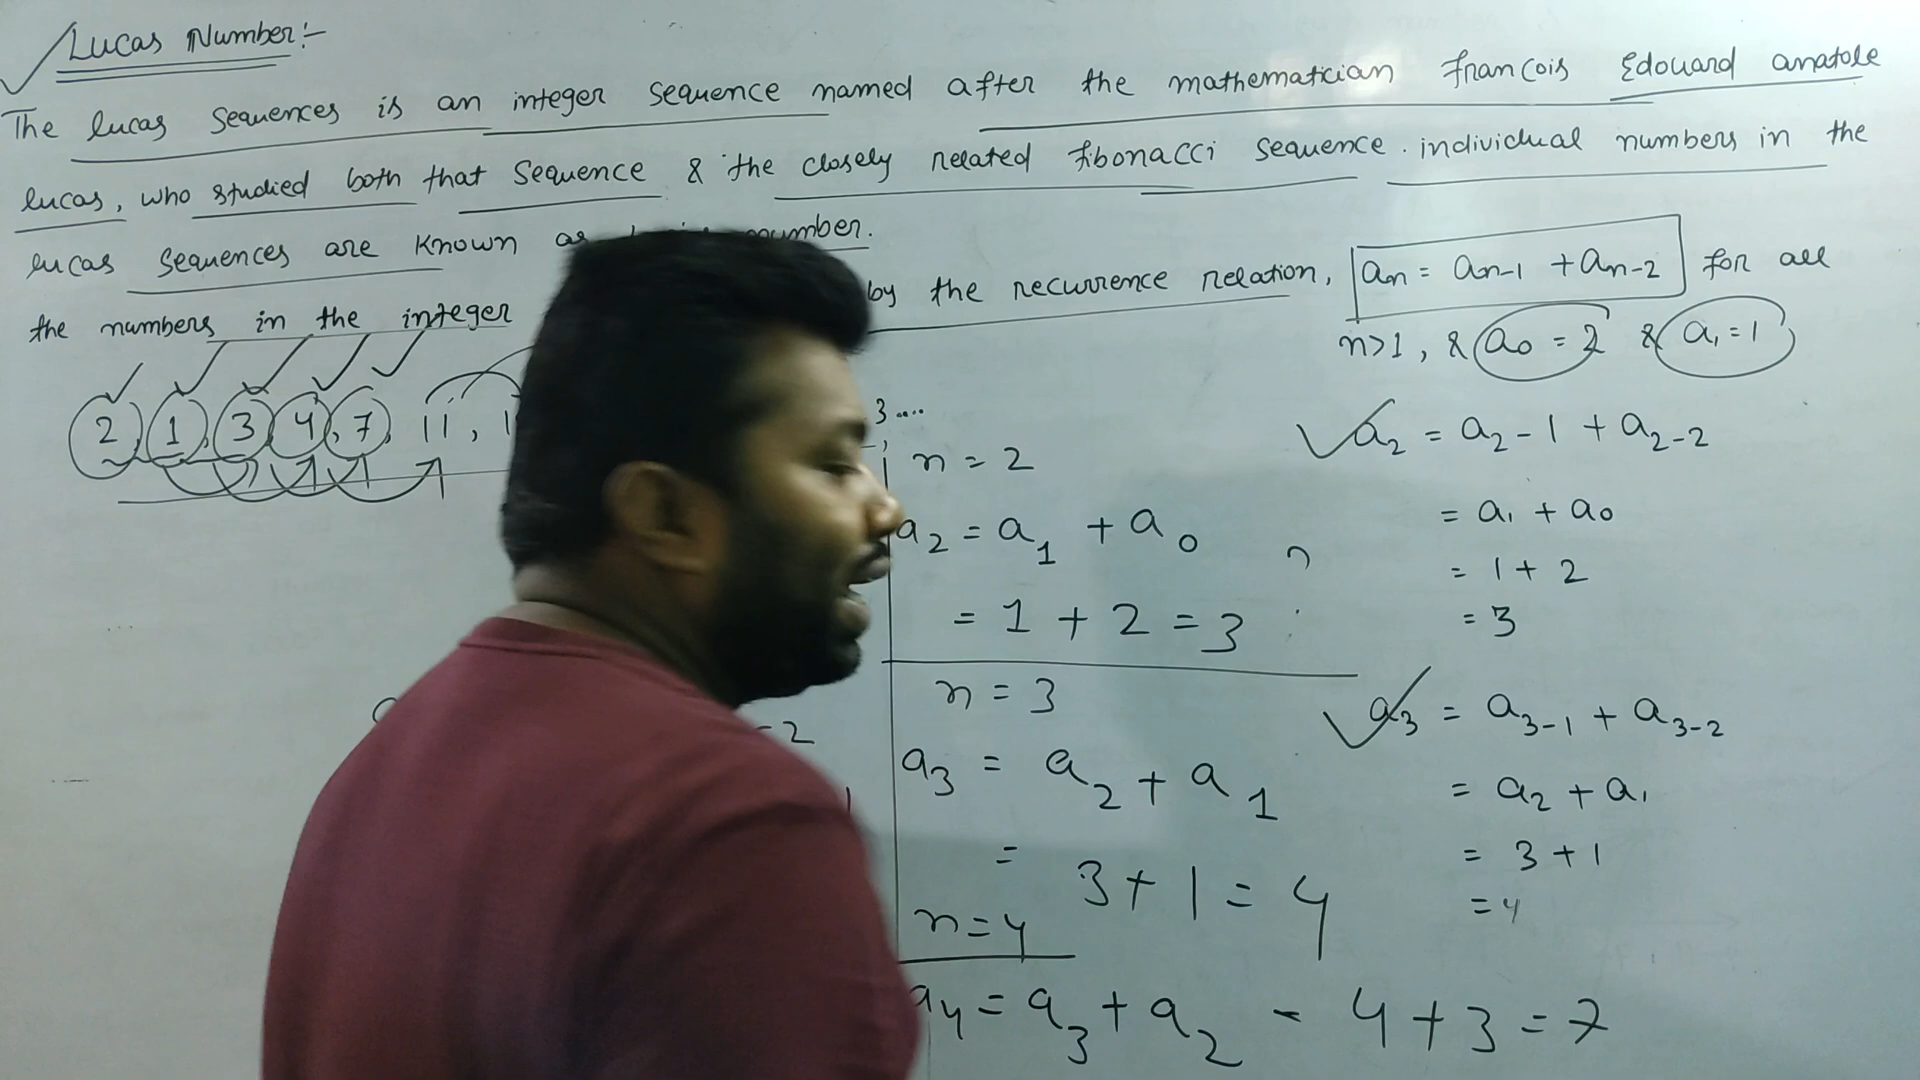 Lucas Number:-
The lucas Sequences is an integer sequence named after the mathematician francois Edouard anatole
lucas, who studied both that Sequence & the closely related fibonacci sequence. individual numbers in the
lucas sequences are known as number.
the numbers in the integer by the recurrence relation, an = an-1 + an-2 for all
n>1, & a0 = 2 & a1 = 1
2, 1, 3, 4, 7, 11,
3....
n = 2
a2 = a1 + a0
= 1 + 2 = 3
n = 3
a3 = a2 + a1
= 3 + 1 = 4
n = 4
a4 = a3 + a2 = 4 + 3 = 7
a2 = a2-1 + a2-2
= a1 + a0
= 1 + 2
= 3
a3 = a3-1 + a3-2
= a2 + a1
= 3 + 1
= 4
-2